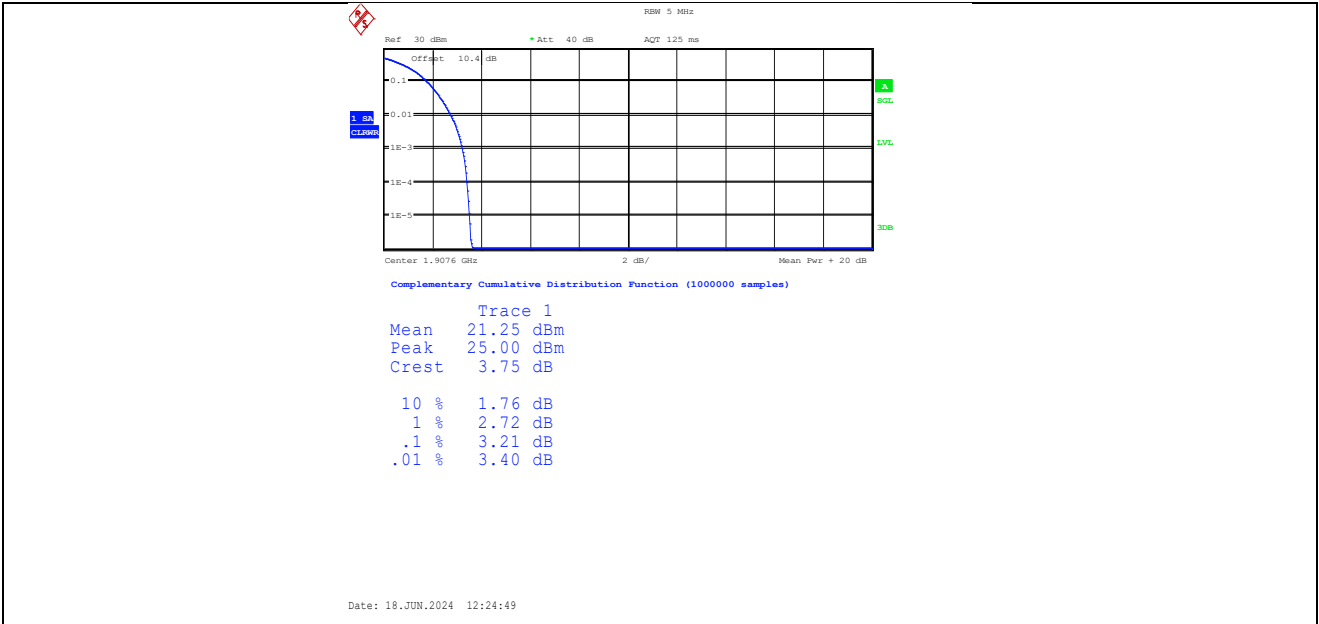 RBW 5 MHz
Ref 30 dBm * Att 40 dB AQT 125 ms
Offset 10.4 dB
0.1
A
SGL
0.01
1 SA
CLRWR
1E-3
LVL
1E-4
1E-5
3DB
Center 1.9076 GHz 2 dB/ Mean Pwr + 20 dB
Complementary Cumulative Distribution Function (1000000 samples)
Trace 1
Mean 21.25 dBm
Peak 25.00 dBm
Crest 3.75 dB
10 % 1.76 dB
1 % 2.72 dB
.1 % 3.21 dB
.01 % 3.40 dB
Date: 18.JUN.2024 12:24:49